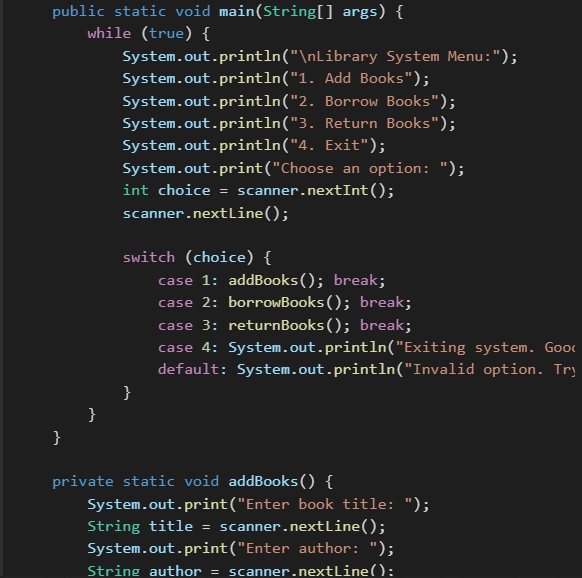 public static void main(String[] args) {
while (true) {
System.out.println("\nLibrary System Menu:");
System.out.println("1. Add Books");
System.out.println("2. Borrow Books");
System.out.println("3. Return Books");
System.out.println("4. Exit");
System.out.print("Choose an option: ");
int choice = scanner.nextInt();
scanner.nextLine();
switch (choice) {
case 1: addBooks(); break;
case 2: borrowBooks(); break;
case 3: returnBooks(); break;
case 4: System.out.println("Exiting system.
default: System.out.println("Invalid option. Try
}
}
}
private static void addBooks() {
System.out.print("Enter book title: ");
String title = scanner.nextLine();
System.out.print("Enter author: ");
String author = scanner.nextLine();